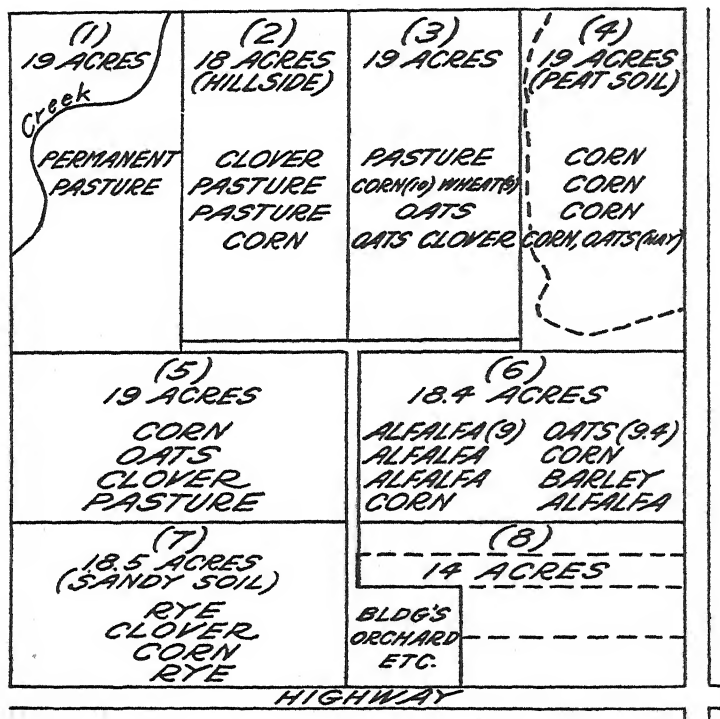 (1)
19 ACRES
Creek
PERMANENT
PASTURE
(2)
18 ACRES
(HILLSIDE)
CLOVER
PASTURE
PASTURE
CORN
(3)
19 ACRES
PASTURE
CORN(10) WHEAT(9)
OATS
OATS CLOVER
(4)
19 ACRES
(PEAT SOIL)
CORN
CORN
CORN
CORN, OATS (HAY)
(5)
19 ACRES
CORN
OATS
CLOVER
PASTURE
(6)
18.4 ACRES
ALFALFA(9) OATS (9.4)
ALFALFA CORN
ALFALFA BARLEY
CORN ALFALFA
(7)
18.5 ACRES
(SANDY SOIL)
RYE
CLOVER
CORN
RYE
(8)
14 ACRES
BLDG'S
ORCHARD
ETC.
HIGHWAY